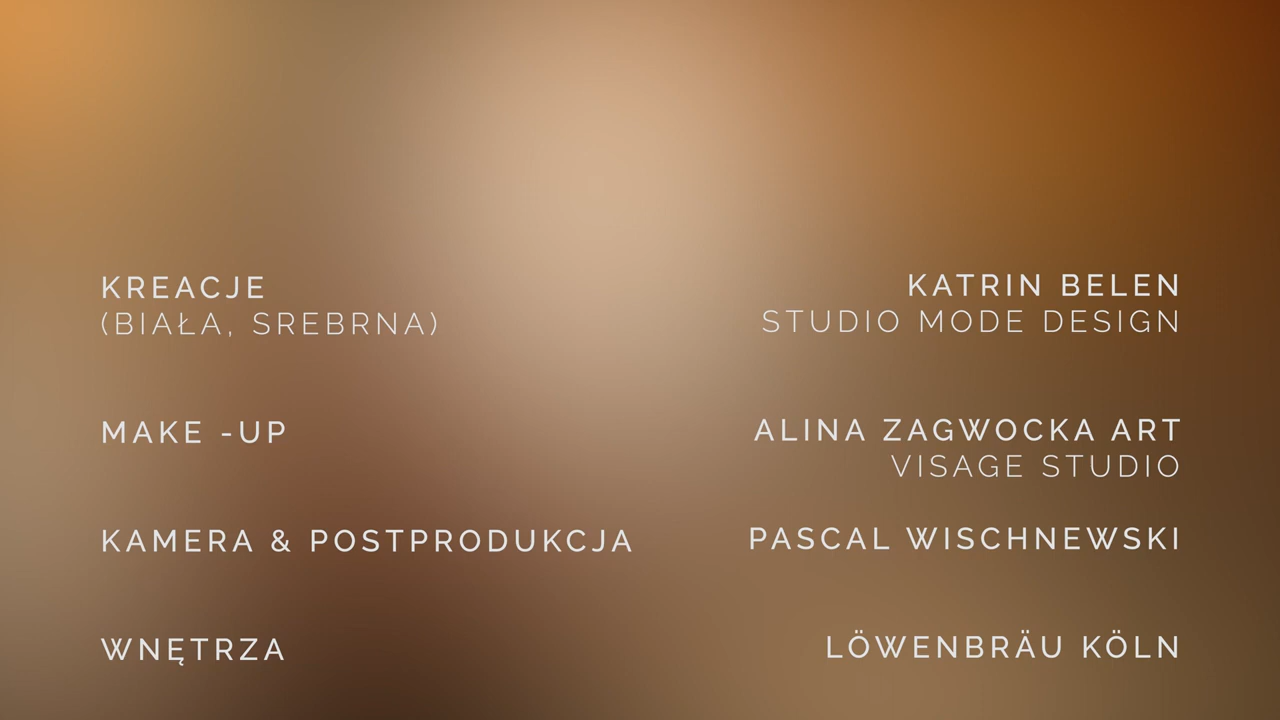 KREACJE
(BIAŁA, SREBRNA)
KATRIN BELEN
STUDIO MODE DESIGN
MAKE -UP
ALINA ZAGWOCKA ART
VISAGE STUDIO
KAMERA & POSTPRODUKCJA
PASCAL WISCHNEWSKI
WNĘTRZA
LÖWENBRÄU KÖLN